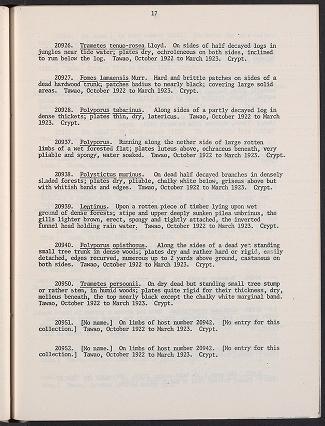 17
20926. Trametes tenuo-rosea Lloyd. On sides of half decayed logs in
jungles near tide water; plates dry, ochroleucous on both sides, inclined
to run below the log. Tawao, October 1922 to March 1923. Crypt.
20927. Fomes lamaensis Murr. Hard and brittle patches on sides of a
dead hardwood trunk, patches badius to nearly black; covering large solid
areas. Tawao, October 1922 to March 1923. Crypt.
20928. Polyporus tabacinus. Along sides of a partly decayed log in
dense thickets; plates thin, dry, latericus. Tawao, October 1922 to March
1923. Crypt.
20937. Polyporus. Running along the nether side of large rotten
limbs of a wet forested flat; plates luteus above, ochraceus beneath, very
pliable and spongy, water soaked. Tawao, October 1922 to March 1923. Crypt.
20938. Polystictus murinus. On dead half decayed branches in densely
shaded forests; plates dry, pliable, chalky white below, griseus above but
with whitish bands and edges. Tawao, October 1922 to March 1923. Crypt.
20939. Lentinus. Upon a rotten piece of timber lying upon wet
ground of dense forests; stipe and upper deeply sunken pilea umbrinus, the
gills lighter brown, erect, spongy and tightly attached, the inverted
funnel head holding rain water. Tawao, October 1922 to March 1923. Crypt.
20940. Polyporus opisthocus. Along the sides of a dead yet standing
small tree trunk in dense woods; plates dry and rather hard or rigid, easily
detached, edges recurved, numerous up to 2 yards above ground, castaneus on
both sides. Tawao, October 1922 to March 1923. Crypt.
20950. Trametes persoonii. On dry dead but standing small tree stump
or rather stem, in humid woods; plates quite rigid for their thickness, dry,
melleus beneath, the top nearly black except the chalky white marginal band.
Tawao, October 1922 to March 1923. Crypt.
20951. [No name.] On limbs of host number 20942. [No entry for this
collection.] Tawao, October 1922 to March 1923. Crypt.
20952. [No name.] On limbs of host number 20942. [No entry for this
collection.] Tawao, October 1922 to March 1923. Crypt.